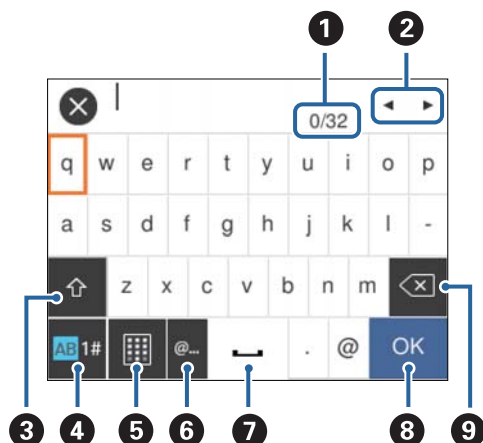 1 2
0/32
q w e r t y u i o p
a s d f g h j k l -
z x c v b n m
AB 1# @... . @ OK
3 4 5 6 7 8 9